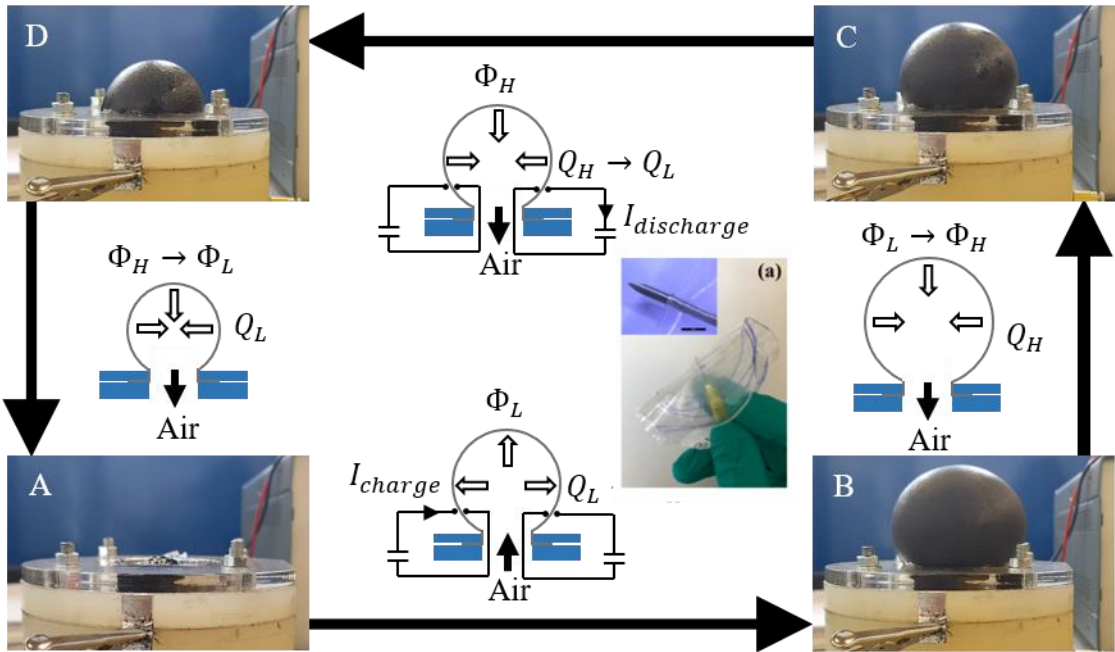 D
C
Φ_H
Q_H → Q_L
I_discharge
Air
Φ_H → Φ_L
Q_L
Air
(a)
Φ_L → Φ_H
Q_H
Air
Φ_L
I_charge
Q_L
Air
A
B